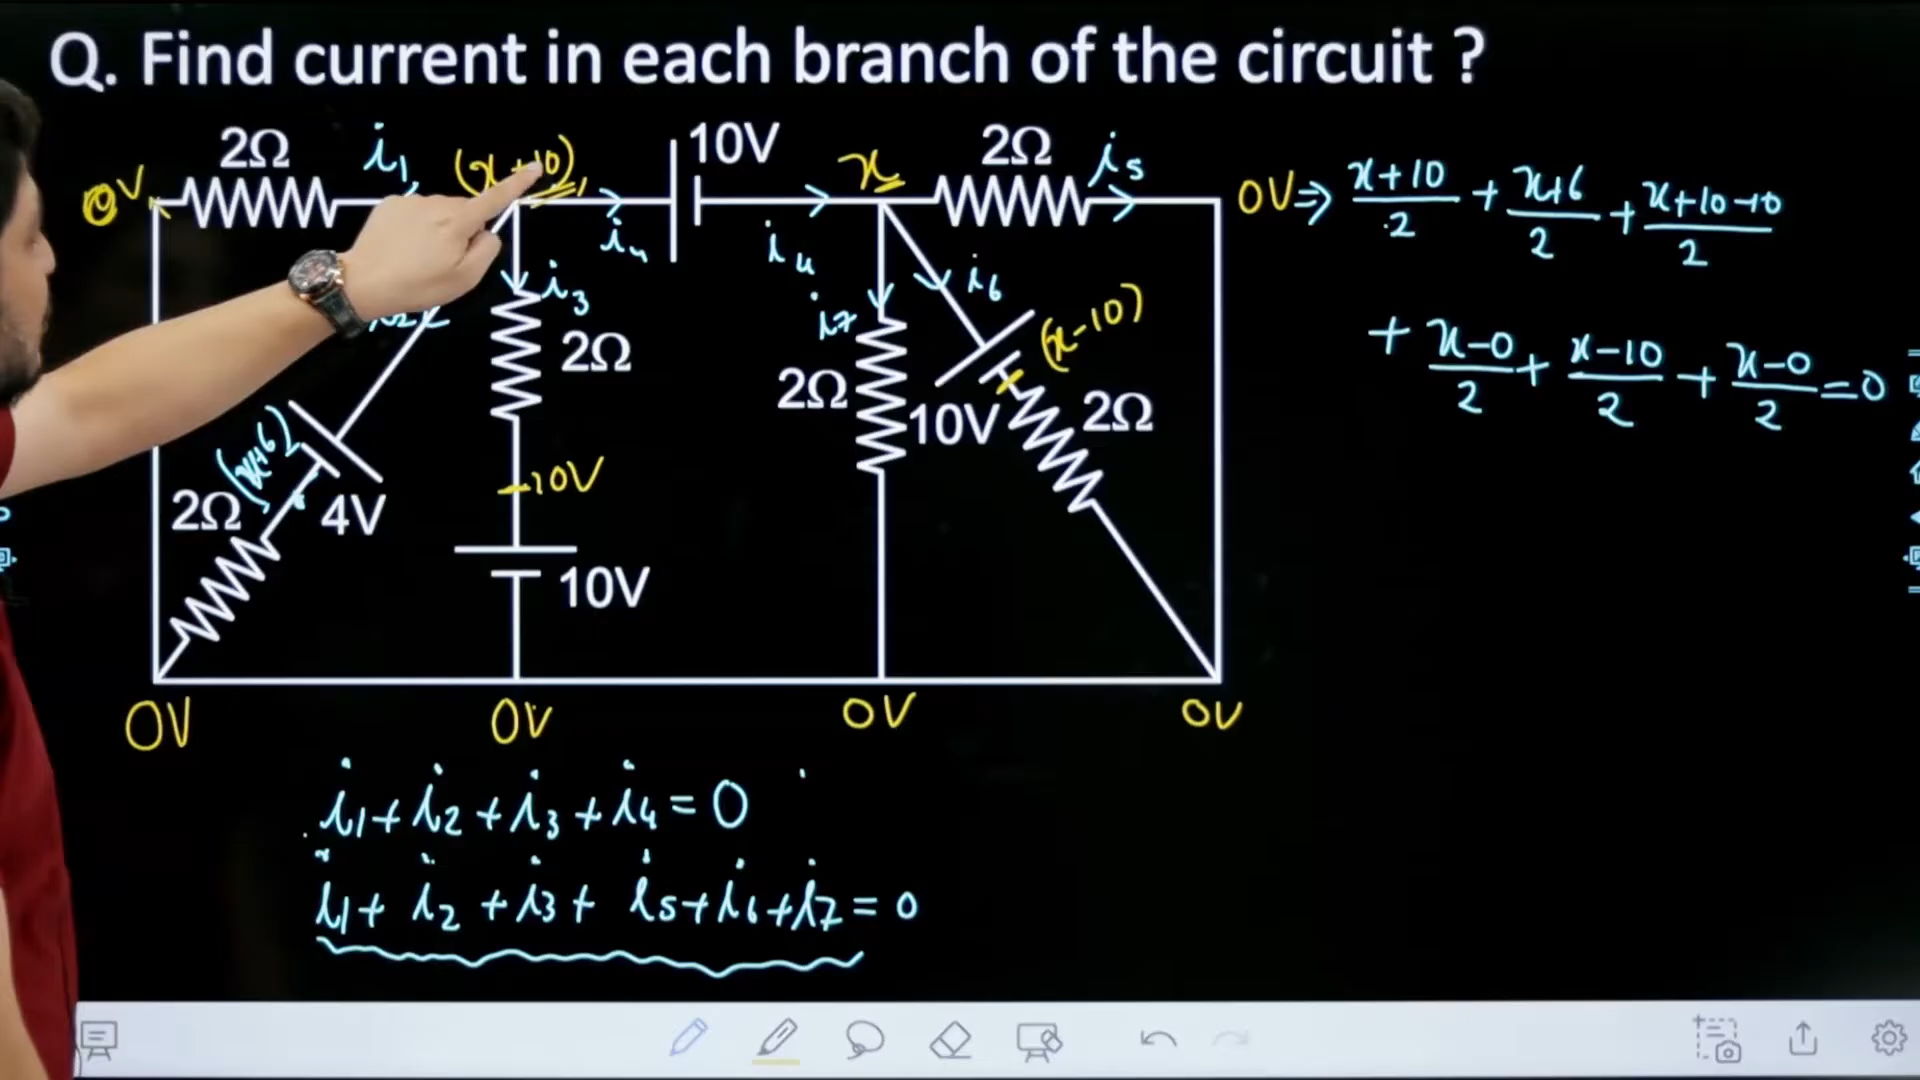 Q. Find current in each branch of the circuit ?
2Ω
i₁
(x+10)
10V
x
2Ω
i₅
0V
0V⇒ x+10/2 + x+6/2 + x+10-10/2
i₄
i₄
i₃
i₆
i₇
i₂
2Ω
(x-10)
+ x-0/2 + x-10/2 + x-0/2 = 0
2Ω
10V
2Ω
(x+6)
10V
2Ω
4V
10V
0V
0V
0V
0V
i₁+i₂+i₃+i₄=0
i₁+i₂+i₃+i₅+i₆+i₇=0